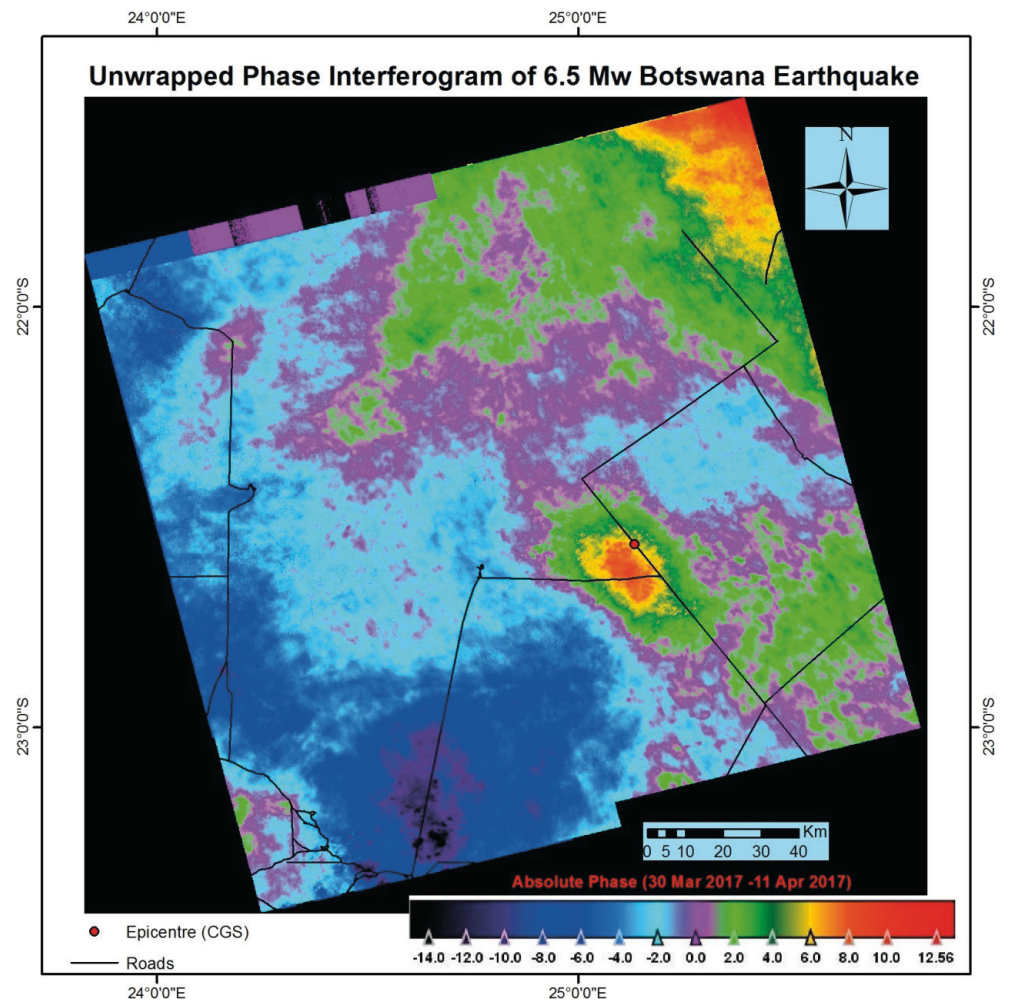 24°0'0"E 25°0'0"E
Unwrapped Phase Interferogram of 6.5 Mw Botswana Earthquake
N
22°0'0"S 22°0'0"S
23°0'0"S 23°0'0"S
Km
0 5 10 20 30 40
Absolute Phase (30 Mar 2017 -11 Apr 2017)
-14.0 -12.0 -10.0 -8.0 -6.0 -4.0 -2.0 0.0 2.0 4.0 6.0 8.0 10.0 12.56
Epicentre (CGS)
Roads
24°0'0"E 25°0'0"E